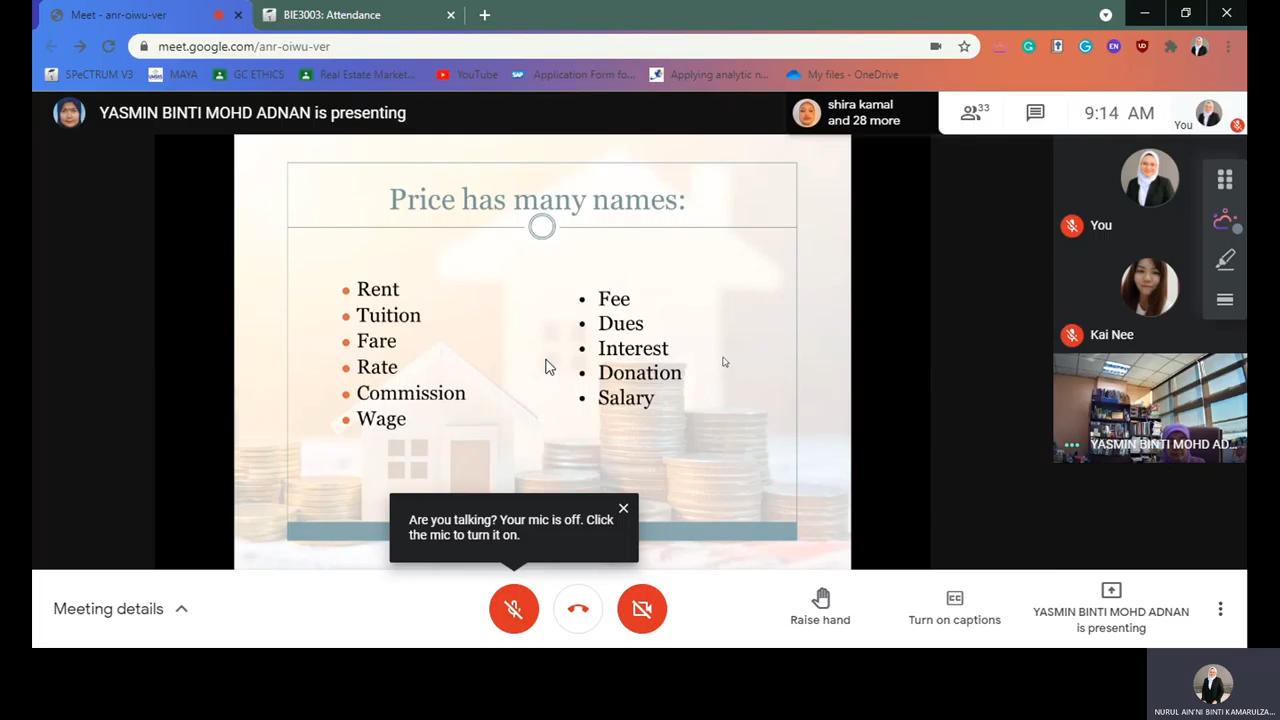 Meet - anr-oiwu-ver
BIE3003: Attendance
meet.google.com/anr-oiwu-ver
SPeCTRUM V3
MAYA
GC ETHICS
Real Estate Market...
YouTube
Application Form fo...
Applying analytic n...
My files - OneDrive
YASMIN BINTI MOHD ADNAN is presenting
shira kamal
and 28 more
33
9:14 AM
You
Price has many names:
Rent
Tuition
Fare
Rate
Commission
Wage
Fee
Dues
Interest
Donation
Salary
You
Kai Nee
YASMIN BINTI MOHD AD...
Are you talking? Your mic is off. Click
the mic to turn it on.
Meeting details
Raise hand
Turn on captions
YASMIN BINTI MOHD ADNAN
is presenting
NURUL AIN'NI BINTI KAMARULZA...